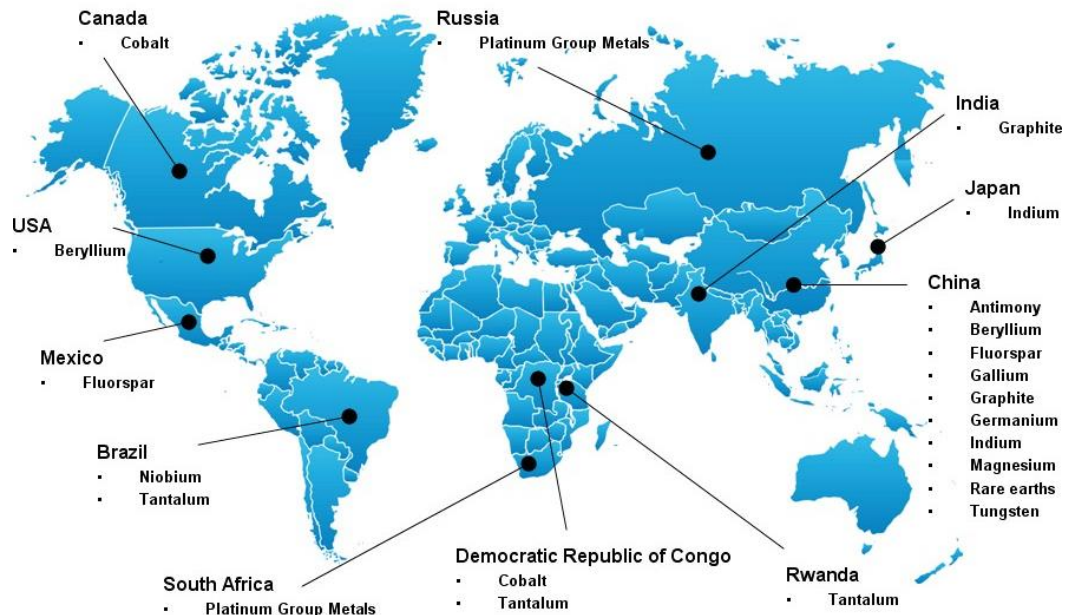 Canada
▪ Cobalt
Russia
▪ Platinum Group Metals
India
▪ Graphite
Japan
▪ Indium
USA
▪ Beryllium
China
▪ Antimony
▪ Beryllium
▪ Fluorspar
▪ Gallium
▪ Graphite
▪ Germanium
▪ Indium
▪ Magnesium
▪ Rare earths
▪ Tungsten
Mexico
▪ Fluorspar
Brazil
▪ Niobium
▪ Tantalum
South Africa
▪ Platinum Group Metals
Democratic Republic of Congo
▪ Cobalt
▪ Tantalum
Rwanda
▪ Tantalum